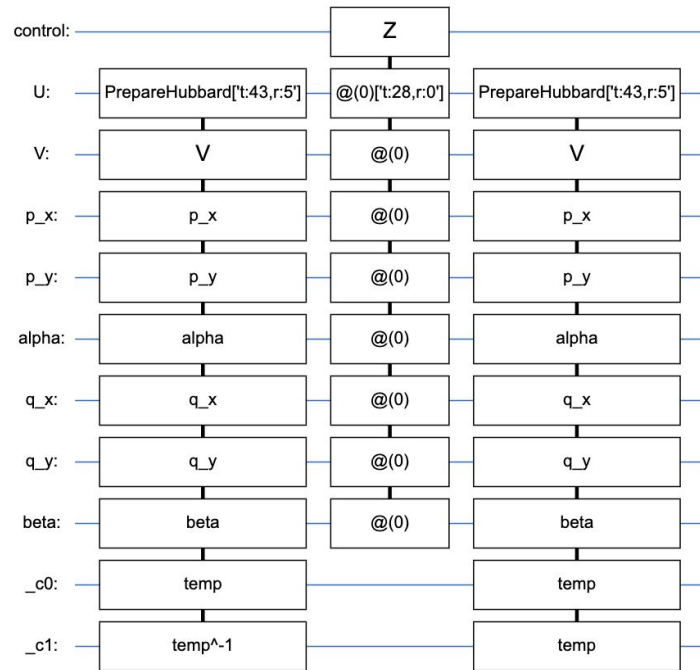 control: Z
U: PrepareHubbard['t:43,r:5'] @(0)['t:28,r:0'] PrepareHubbard['t:43,r:5']
V: V @(0) V
p_x: p_x @(0) p_x
p_y: p_y @(0) p_y
alpha: alpha @(0) alpha
q_x: q_x @(0) q_x
q_y: q_y @(0) q_y
beta: beta @(0) beta
_c0: temp temp
_c1: temp^-1 temp